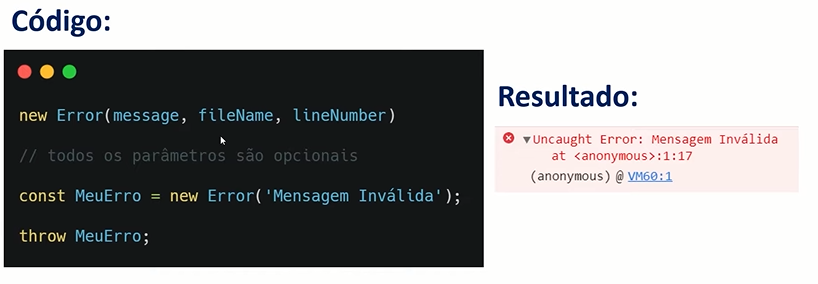 Código:
new Error(message, fileName, lineNumber)
// todos os parâmetros são opcionais
const MeuErro = new Error('Mensagem Inválida');
throw MeuErro;
Resultado:
Uncaught Error: Mensagem Inválida
at <anonymous>:1:17
(anonymous) @ VM60:1